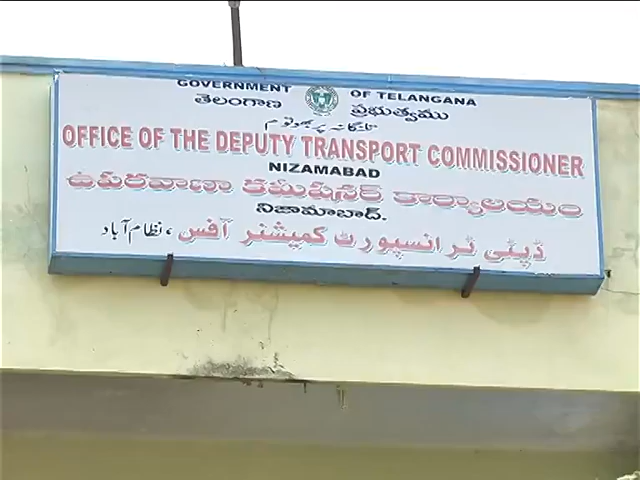 GOVERNMENT OF TELANGANA
తెలంగాణ ప్రభుత్వము
OFFICE OF THE DEPUTY TRANSPORT COMMISSIONER
NIZAMABAD
ఉపరవాణా కమిషనర్ కార్యాలయం
నిజామాబాద్.
ڈپٹی ٹرانسپورٹ کمیشنر آفس، نظام آباد